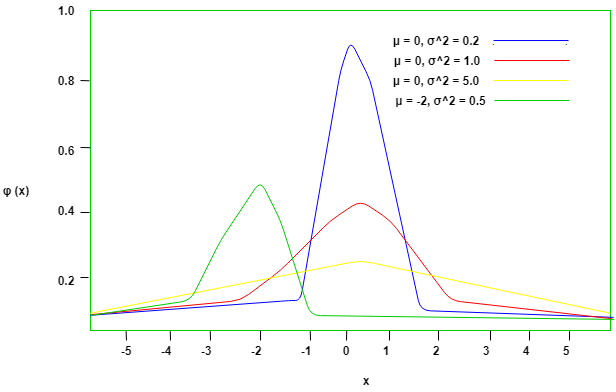 1.0
μ = 0, σ^2 = 0.2
μ = 0, σ^2 = 1.0
0.8
μ = 0, σ^2 = 5.0
μ = -2, σ^2 = 0.5
0.6
φ (x)
0.4
0.2
-5 -4 -3 -2 -1 0 1 2 3 4 5
x